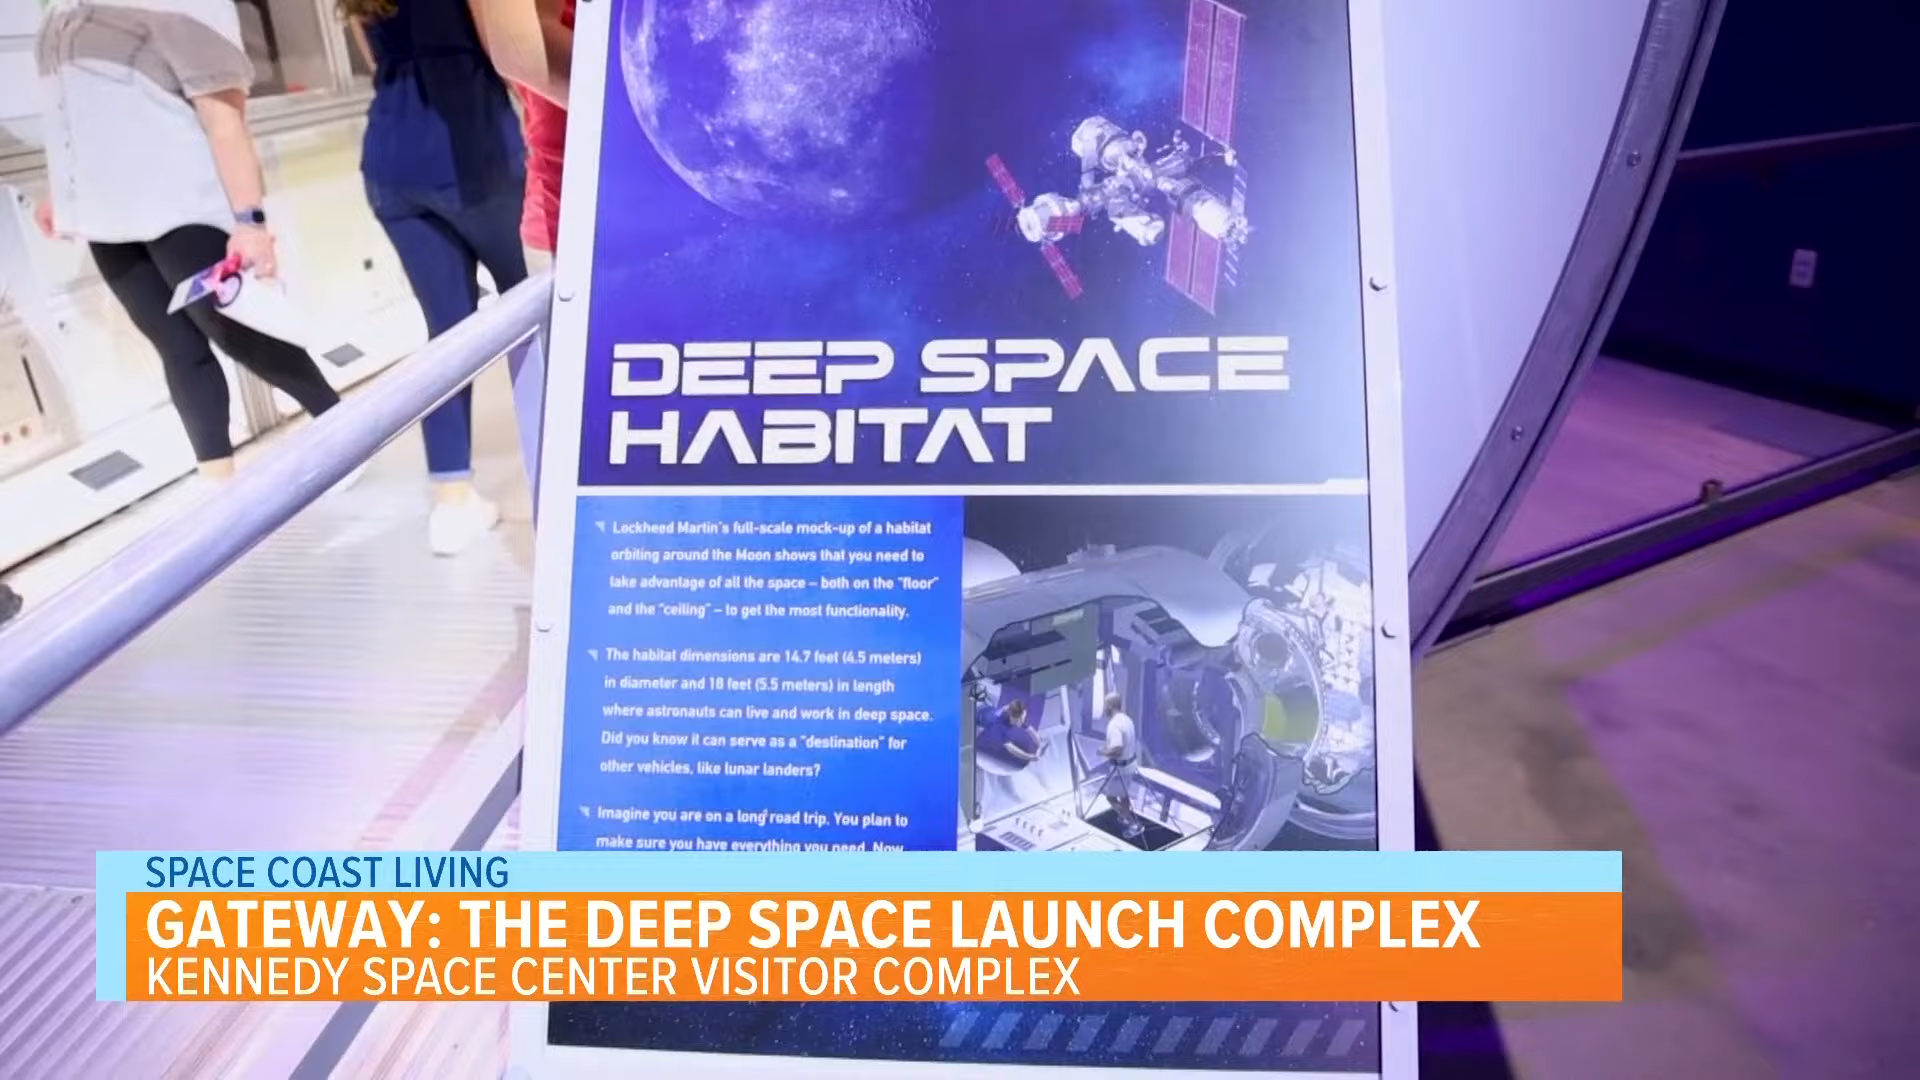 DEEP SPACE
HABITAT
Lockheed Martin's full-scale mock-up of a habitat
orbiting around the Moon shows that you need to
take advantage of all the space – both on the "floor"
and the "ceiling" – to get the most functionality.
The habitat dimensions are 14.7 feet (4.5 meters)
in diameter and 18 feet (5.5 meters) in length
where astronauts can live and work in deep space.
Did you know it can serve as a "destination" for
other vehicles, like lunar landers?
Imagine you are on a long road trip. You plan to
make sure you have everything you need. Now
SPACE COAST LIVING
GATEWAY: THE DEEP SPACE LAUNCH COMPLEX
KENNEDY SPACE CENTER VISITOR COMPLEX